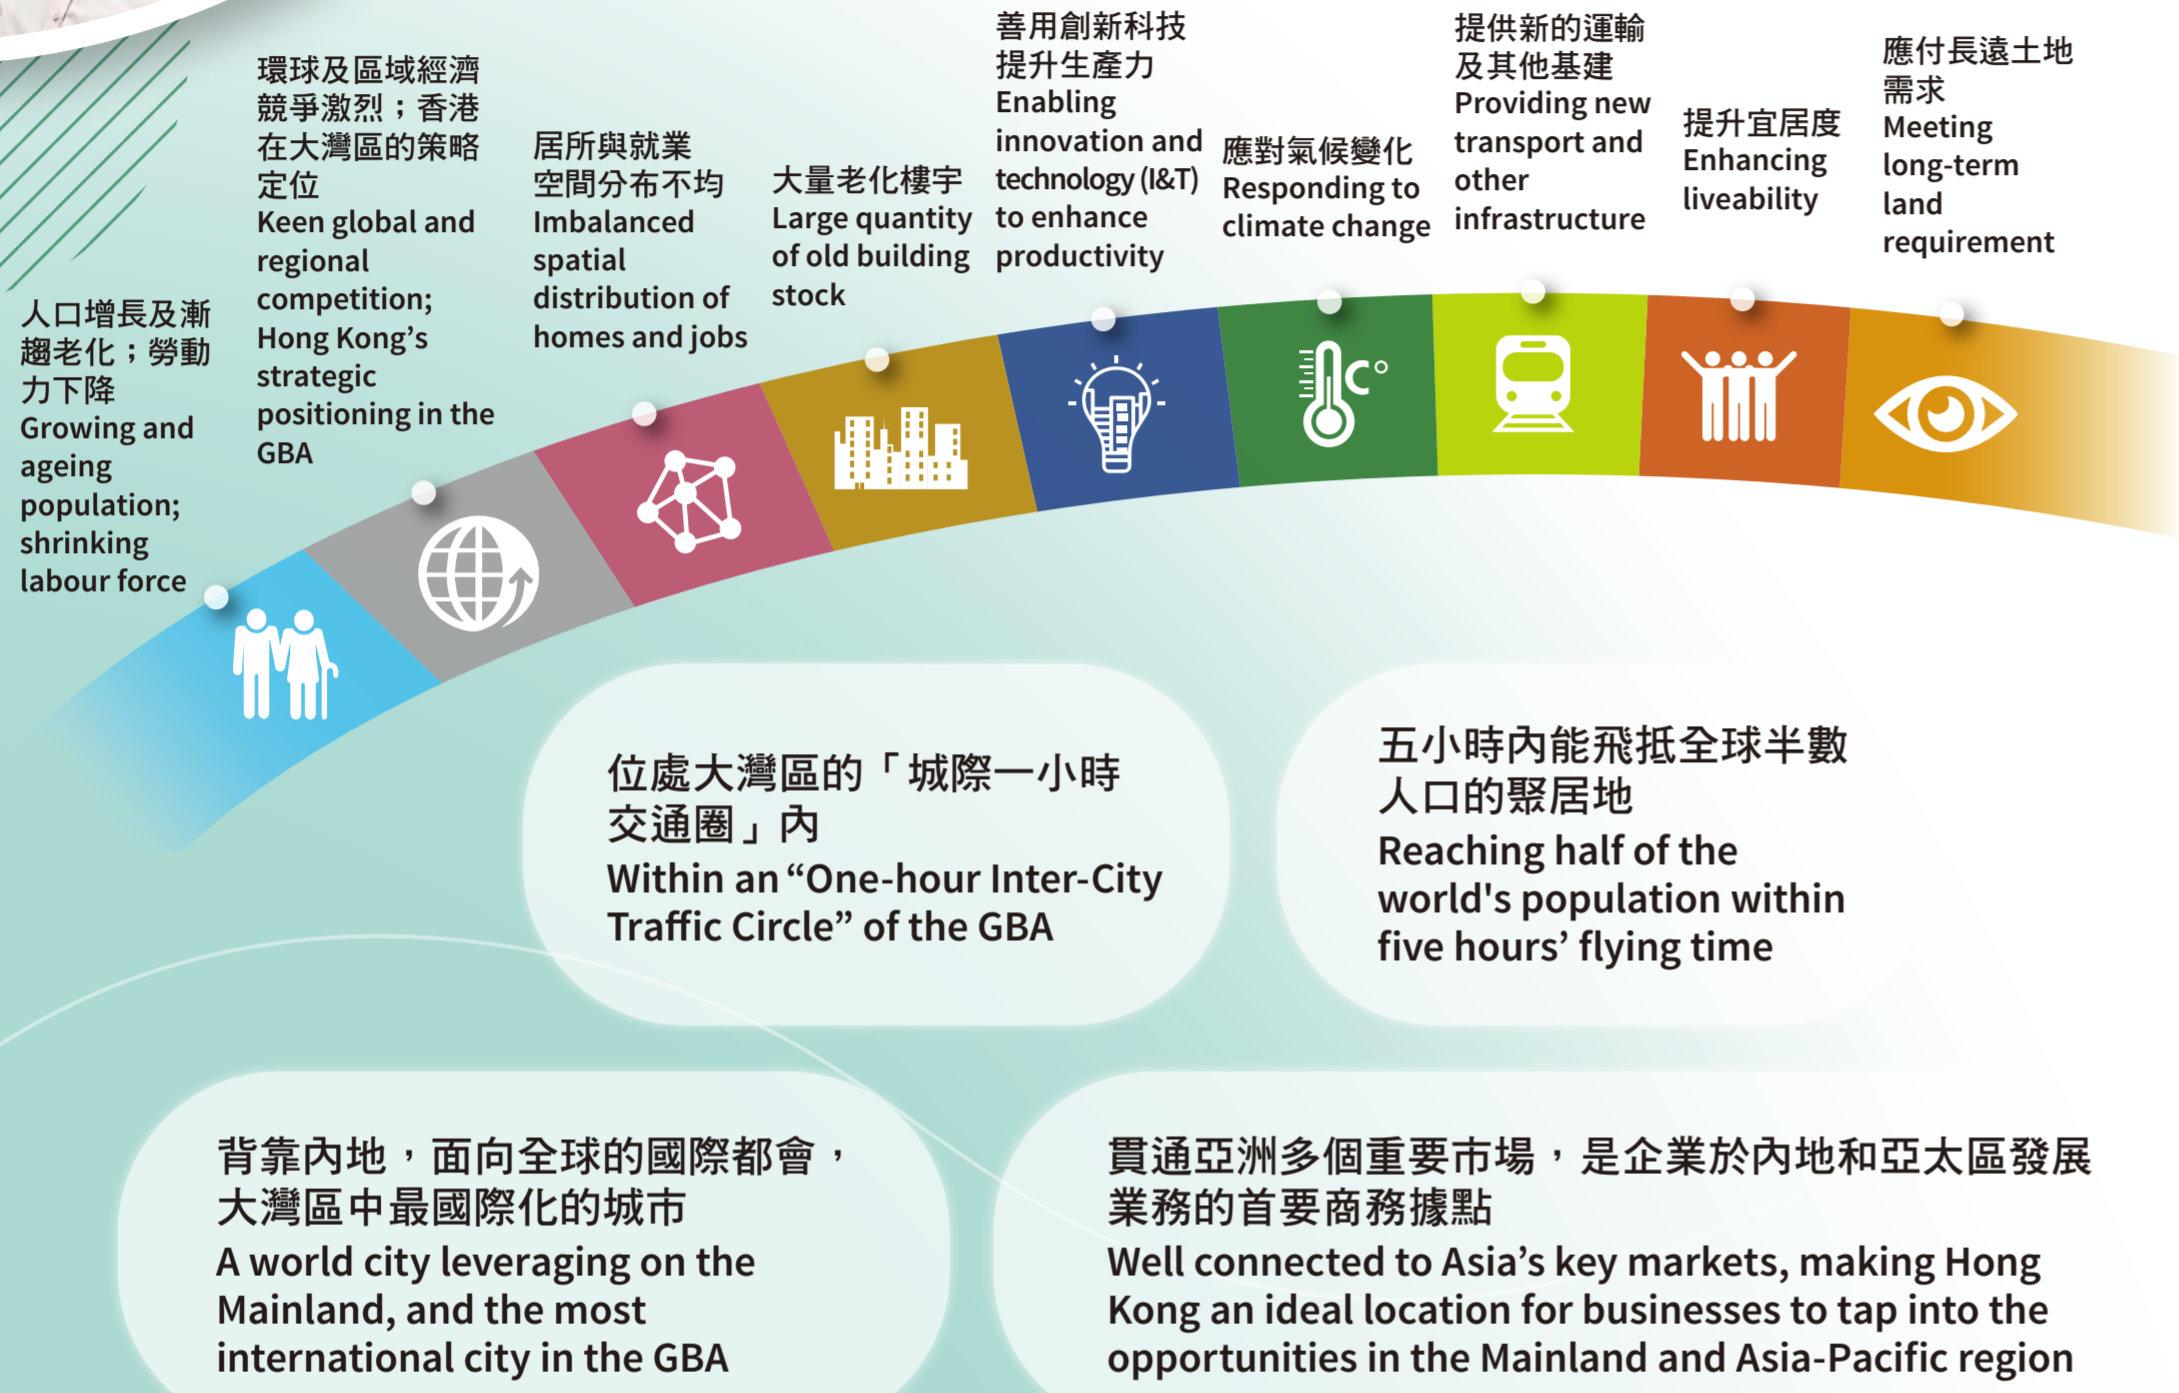 人口增長及漸
趨老化；勞動
力下降
Growing and
ageing
population;
shrinking
labour force
環球及區域經濟
競爭激烈；香港
在大灣區的策略
定位
Keen global and
regional
competition;
Hong Kong’s
strategic
positioning in the
GBA
居所與就業
空間分布不均
Imbalanced
spatial
distribution of
homes and jobs
大量老化樓宇
Large quantity
of old building
stock
善用創新科技
提升生產力
Enabling
innovation and
technology (I&T)
to enhance
productivity
應對氣候變化
Responding to
climate change
提供新的運輸
及其他基建
Providing new
transport and
other
infrastructure
提升宜居度
Enhancing
liveability
應付長遠土地
需求
Meeting
long-term
land
requirement
C°
位處大灣區的「城際一小時
交通圈」內
Within an “One-hour Inter-City
Traffic Circle” of the GBA
五小時內能飛抵全球半數
人口的聚居地
Reaching half of the
world's population within
five hours’ flying time
背靠內地，面向全球的國際都會，
大灣區中最國際化的城市
A world city leveraging on the
Mainland, and the most
international city in the GBA
貫通亞洲多個重要市場，是企業於內地和亞太區發展
業務的首要商務據點
Well connected to Asia’s key markets, making Hong
Kong an ideal location for businesses to tap into the
opportunities in the Mainland and Asia-Pacific region